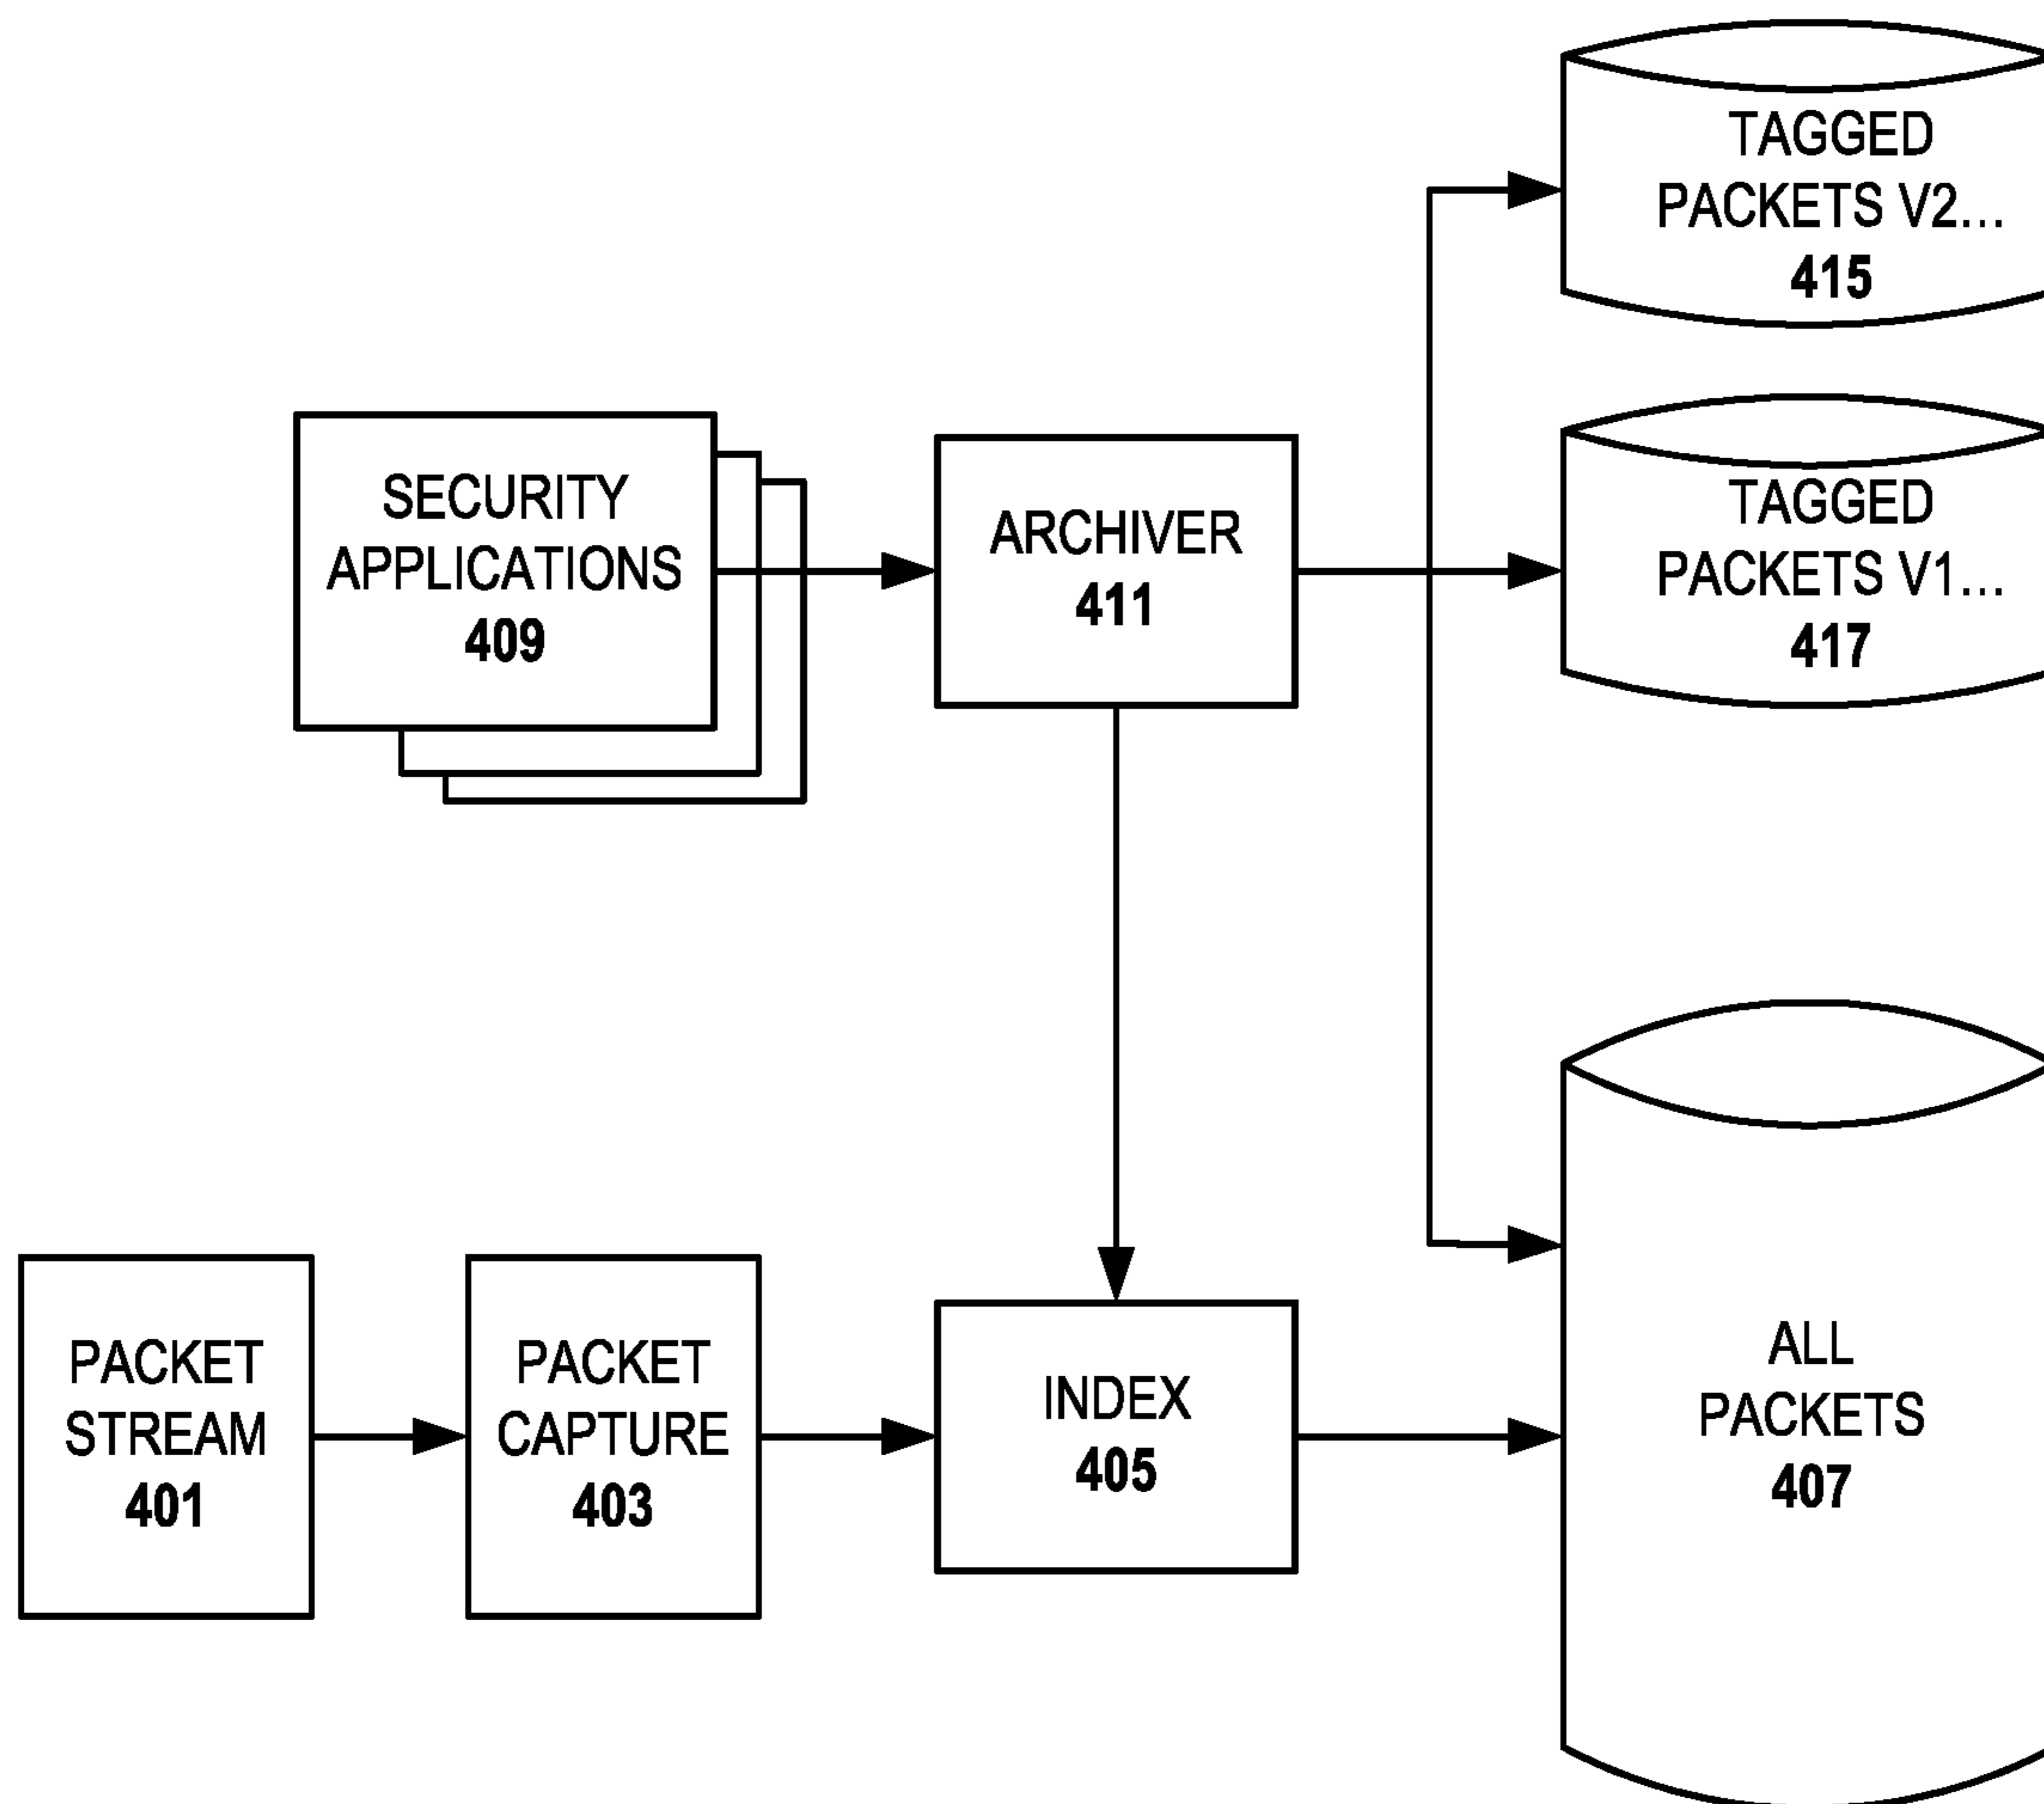 TAGGED
PACKETS V2...
415
SECURITY
APPLICATIONS
409
ARCHIVER
411
TAGGED
PACKETS V1...
417
PACKET
STREAM
401
PACKET
CAPTURE
403
INDEX
405
ALL
PACKETS
407